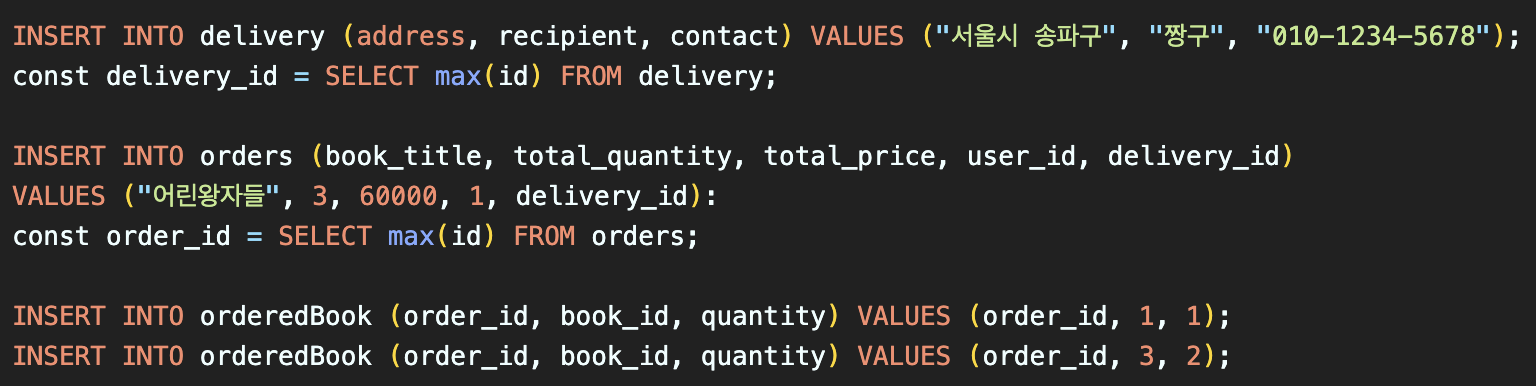 INSERT INTO delivery (address, recipient, contact) VALUES ("서울시 송파구", "짱구", "010-1234-5678");
const delivery_id = SELECT max(id) FROM delivery;
INSERT INTO orders (book_title, total_quantity, total_price, user_id, delivery_id)
VALUES ("어린왕자들", 3, 60000, 1, delivery_id):
const order_id = SELECT max(id) FROM orders;
INSERT INTO orderedBook (order_id, book_id, quantity) VALUES (order_id, 1, 1);
INSERT INTO orderedBook (order_id, book_id, quantity) VALUES (order_id, 3, 2);